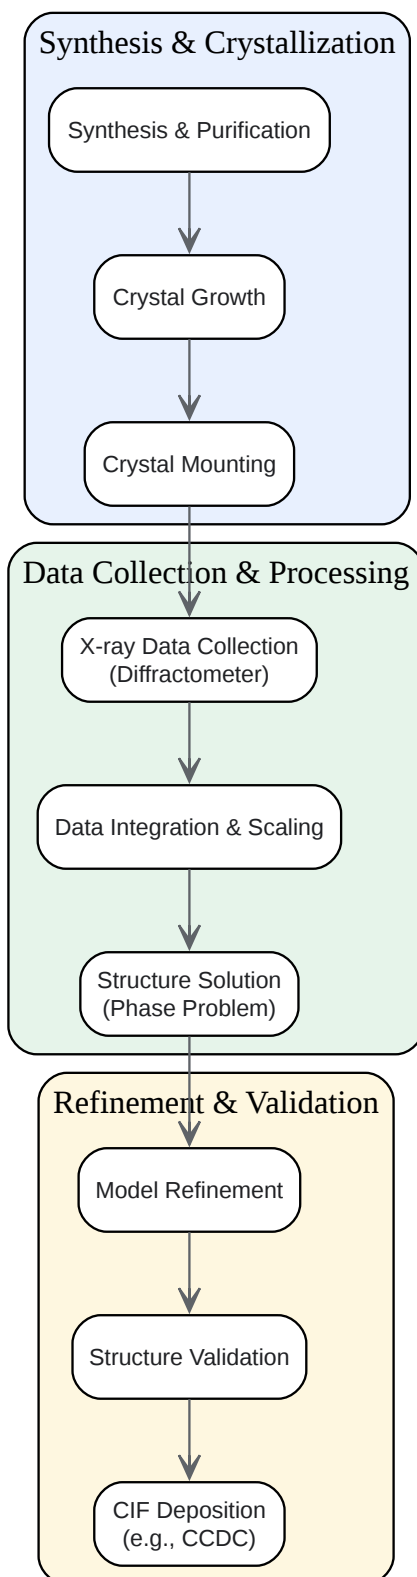 Synthesis & Crystallization
Synthesis & Purification
Crystal Growth
Crystal Mounting
Data Collection & Processing
X-ray Data Collection
(Diffractometer)
Data Integration & Scaling
Structure Solution
(Phase Problem)
Refinement & Validation
Model Refinement
Structure Validation
CIF Deposition
(e.g., CCDC)